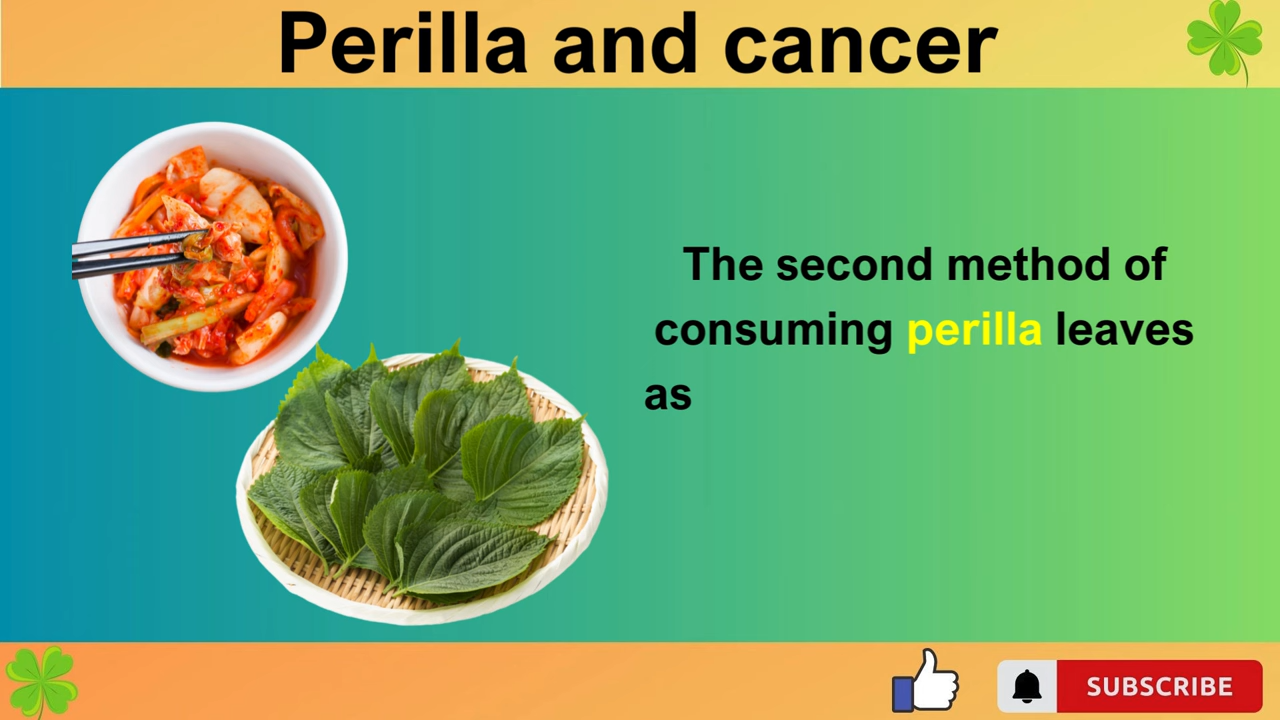 Perilla and cancer
The second method of
consuming perilla leaves
as
SUBSCRIBE